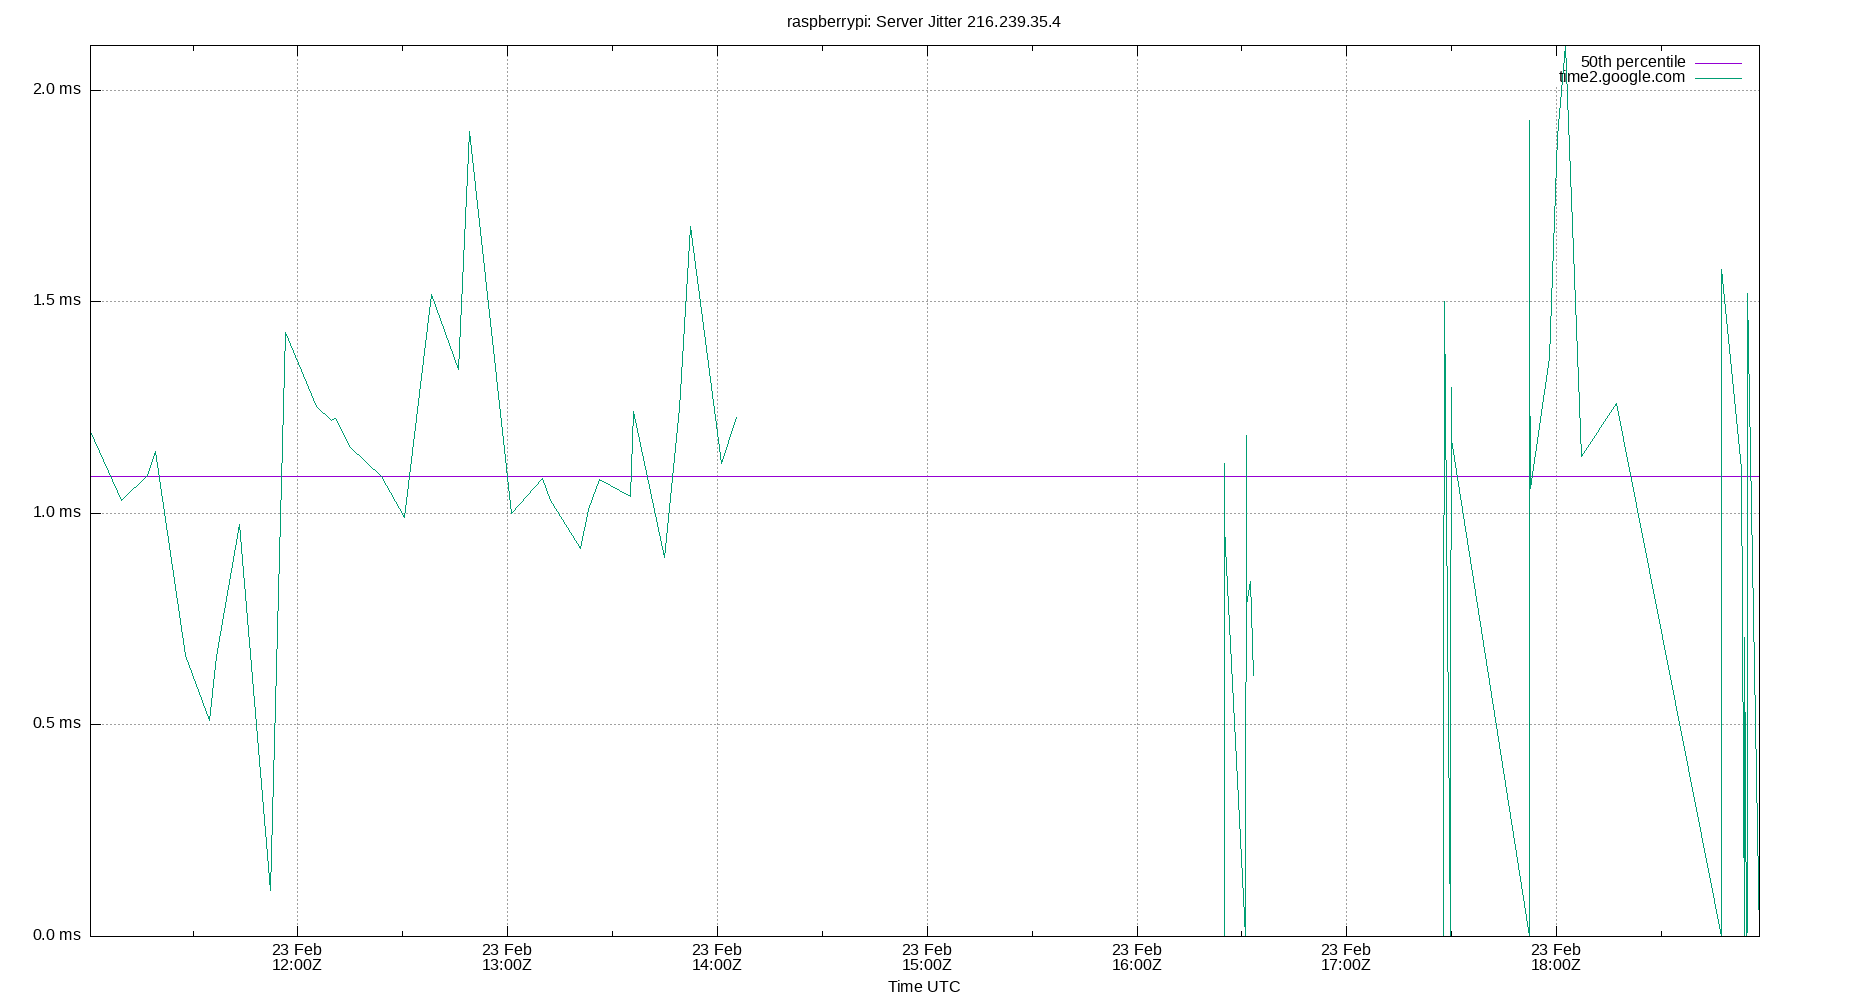 raspberrypi: Server Jitter 216.239.35.4
50th percentile
time2.google.com
2.0 ms
1.5 ms
1.0 ms
0.5 ms
0.0 ms
23 Feb 23 Feb 23 Feb 23 Feb 23 Feb 23 Feb 23 Feb
12:00Z 13:00Z 14:00Z 15:00Z 16:00Z 17:00Z 18:00Z
Time UTC